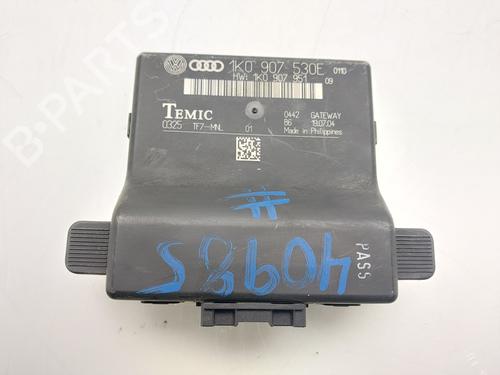 1K0 907 530E 0110
HW: 1K0 907 951 09
TEMIC 0442 GATEWAY
0325 TF7-MNL 01 86 19.07.04
Made in Philippines
#
40985
PASS
B-Parts